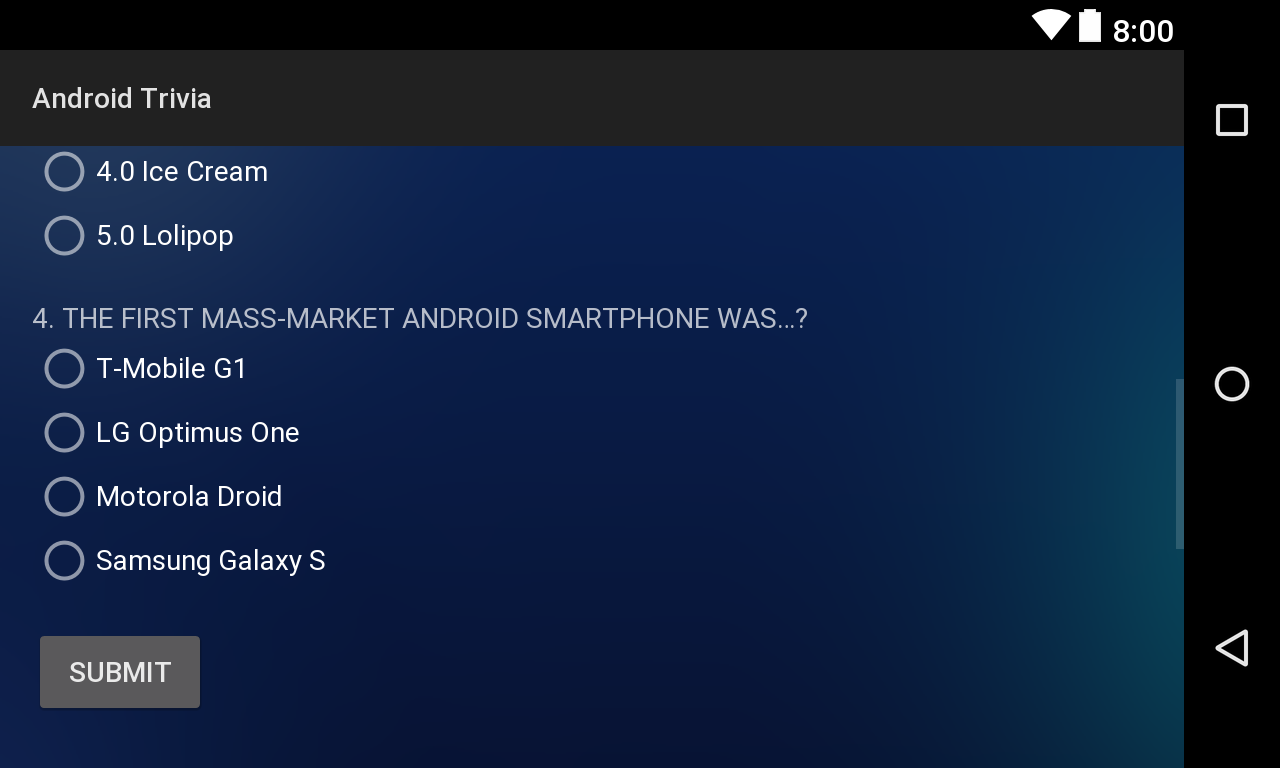 8:00
Android Trivia
4.0 Ice Cream
5.0 Lolipop
4. THE FIRST MASS-MARKET ANDROID SMARTPHONE WAS...?
T-Mobile G1
LG Optimus One
Motorola Droid
Samsung Galaxy S
SUBMIT